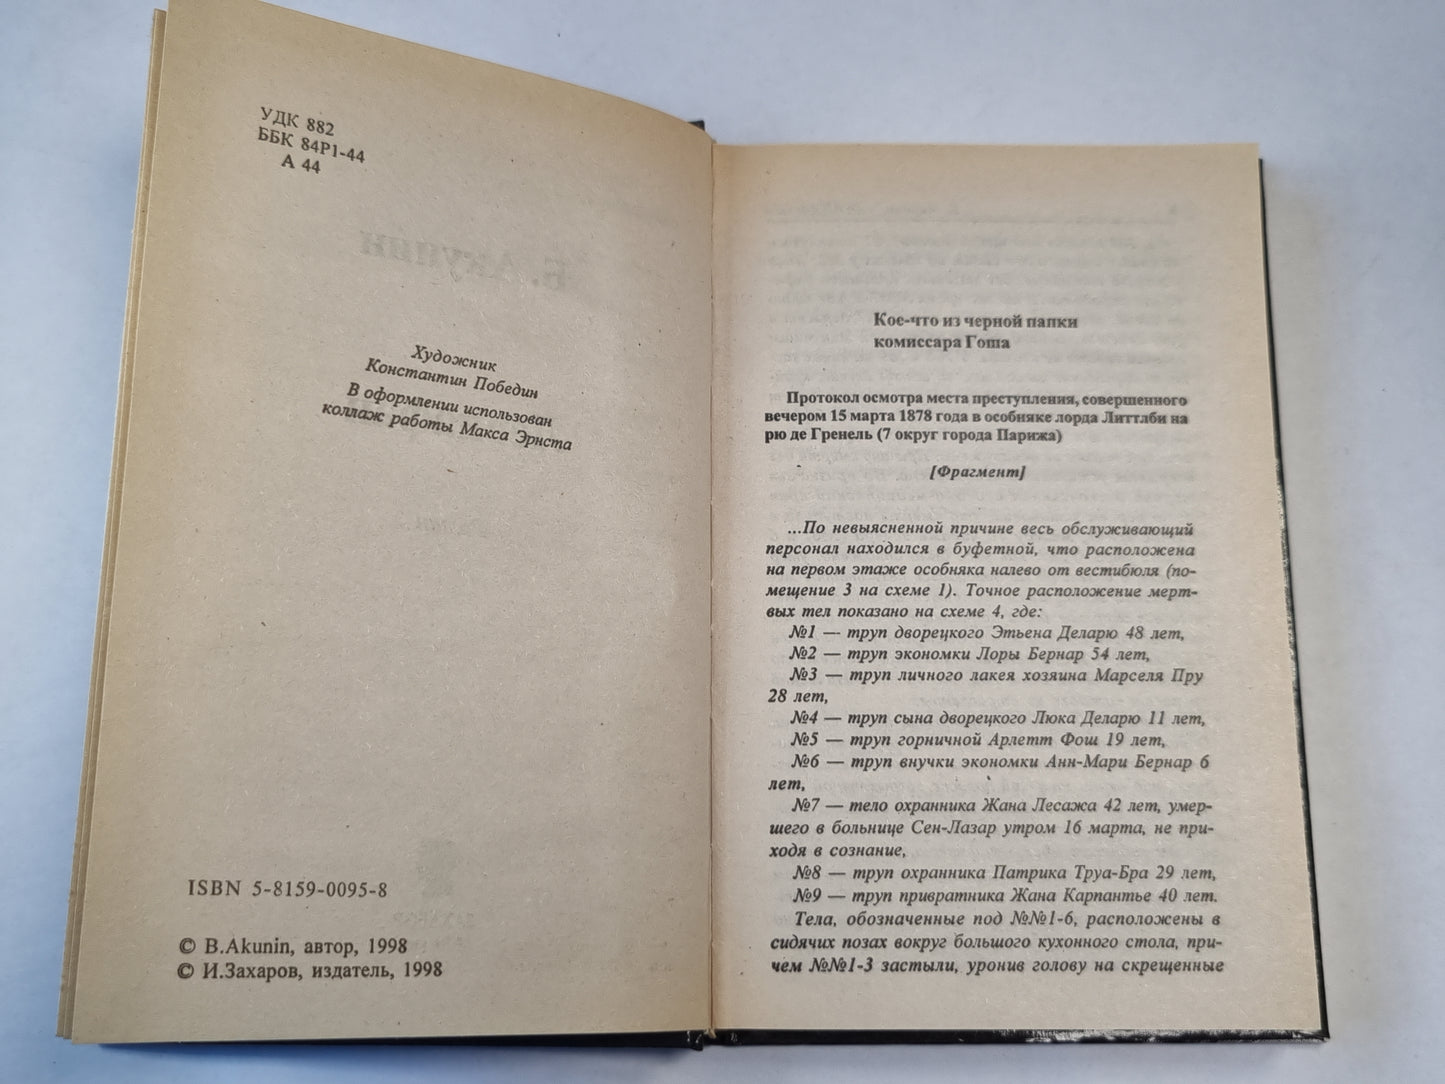 УДК 882
ББК 84Р1-44
А 44
Художник
Константин Победин
В оформлении использован
коллаж работы Макса Эрнста
ISBN 5-8159-0095-8
© B.Akunin, автор, 1998
© И.Захаров, издатель, 1998
Кое-что из черной папки
комиссара Гоша
Протокол осмотра места преступления, совершенного
вечером 15 марта 1878 года в особняке лорда Литтлби на
рю де Гренель (7 округ города Парижа)
[Фрагмент]
...По невыясненной причине весь обслуживающий
персонал находился в буфетной, что расположена
на первом этаже особняка налево от вестибюля (по-
мещение 3 на схеме 1). Точное расположение мерт-
вых тел показано на схеме 4, где:
№1 — труп дворецкого Этьена Деларю 48 лет,
№2 — труп экономки Лоры Бернар 54 лет,
№3 — труп личного лакея хозяина Марселя Пру
28 лет,
№4 — труп сына дворецкого Люка Деларю 11 лет,
№5 — труп горничной Арлетт Фош 19 лет,
№6 — труп внучки экономки Анн-Мари Бернар 6
лет,
№7 — тело охранника Жана Лесажа 42 лет, умер-
шего в больнице Сен-Лазар утром 16 марта, не при-
ходя в сознание,
№8 — труп охранника Патрика Труа-Бра 29 лет,
№9 — труп привратника Жана Карпантье 40 лет.
Тела, обозначенные под №№1-6, расположены в
сидячих позах вокруг большого кухонного стола, при-
чем №№1-3 застыли, уронив голову на скрещенные